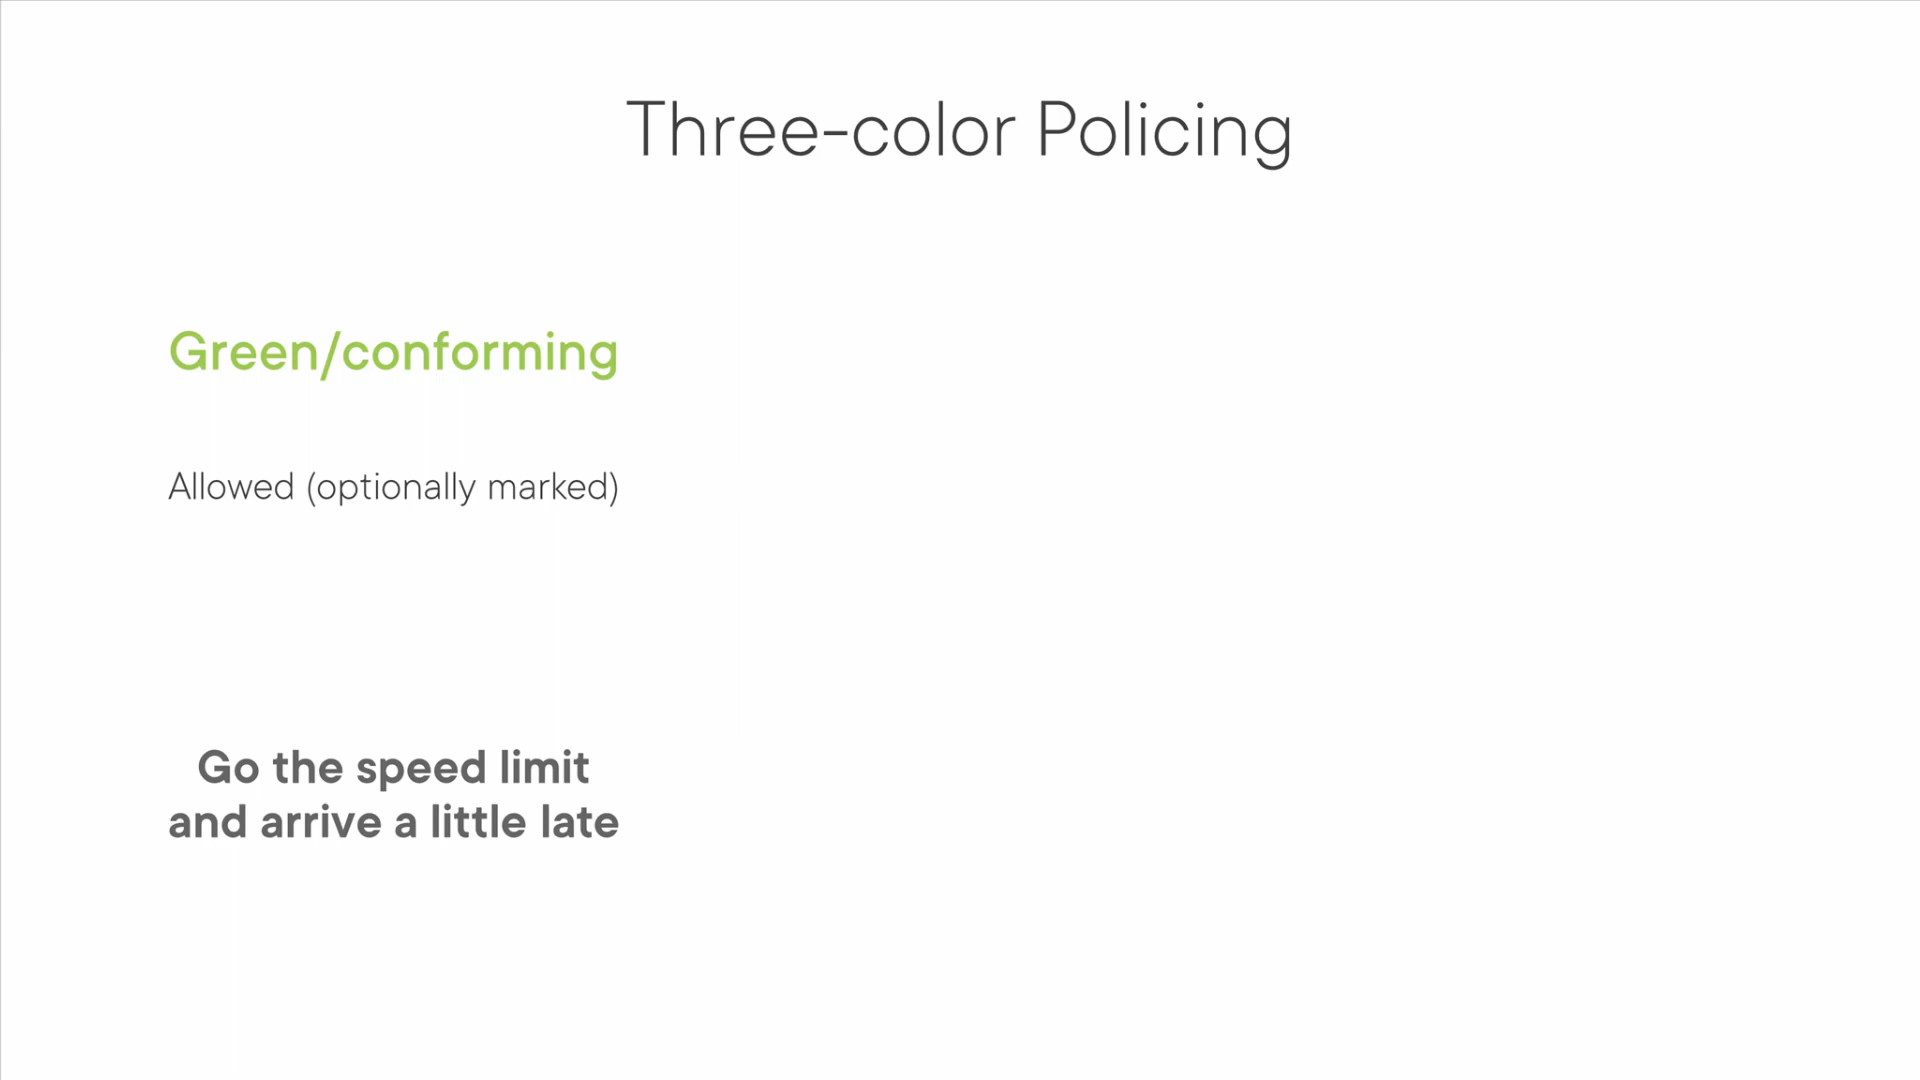 Three-color Policing
Green/conforming
Allowed (optionally marked)
Go the speed limit
and arrive a little late